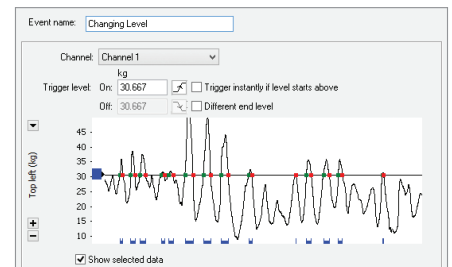 Event name: Changing Level
Channel: Channel 1
kg
Trigger level: On: 30.667 Trigger instantly if level starts above
Off: 30.667 Different end level
Top left (kg)
45
40
35
30
25
20
15
10
Show selected data